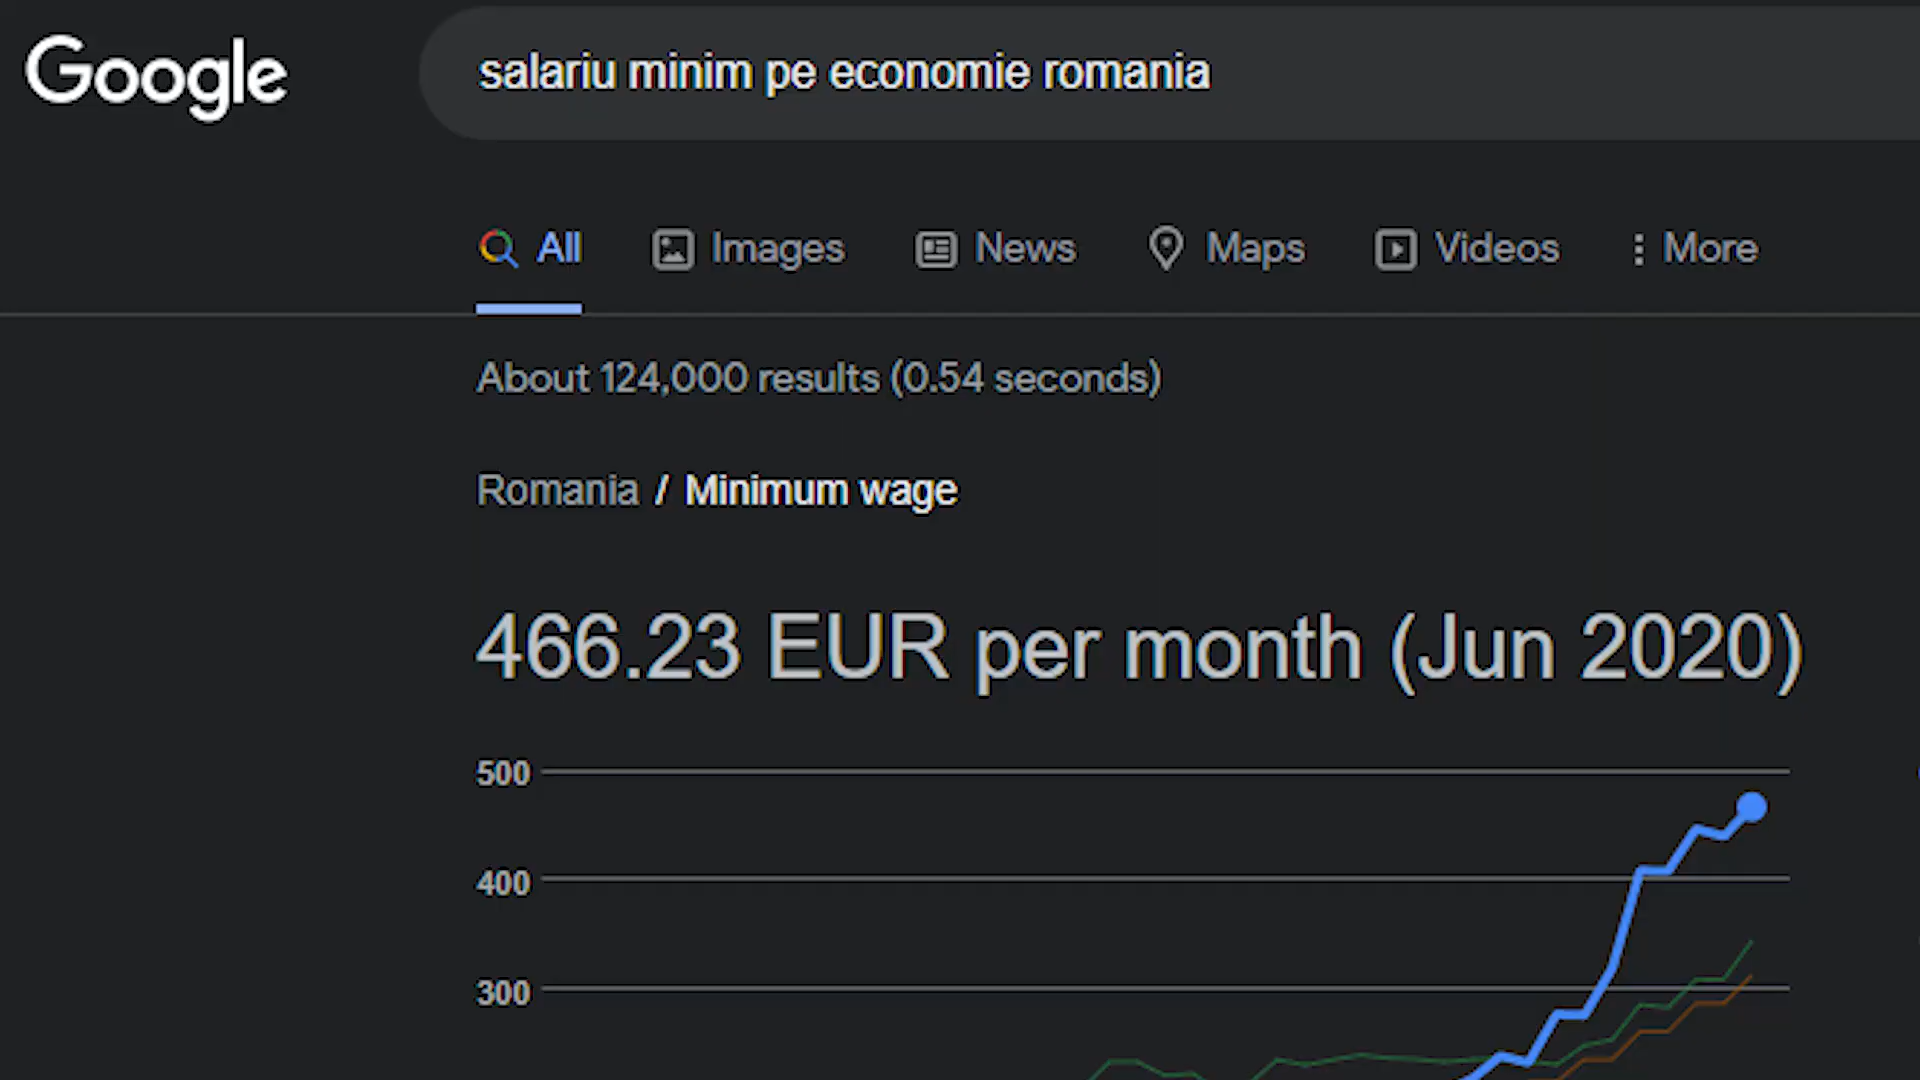 Google
salariu minim pe economie romania
All Images News Maps Videos More
About 124,000 results (0.54 seconds)
Romania / Minimum wage
466.23 EUR per month (Jun 2020)
500
400
300